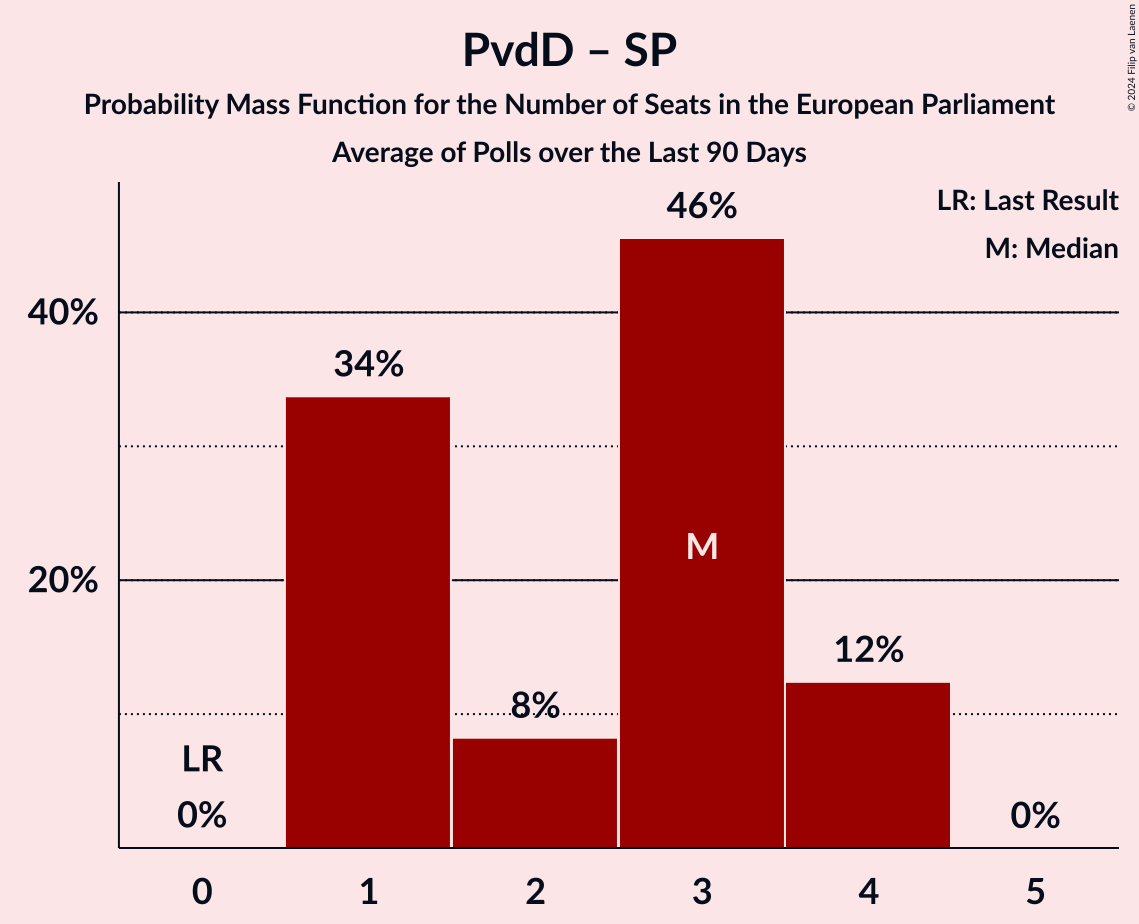 PvdD – SP
Probability Mass Function for the Number of Seats in the European Parliament
Average of Polls over the Last 90 Days
© 2024 Filip van Laenen
LR: Last Result
M: Median
46%
40%
34%
M
20%
12%
8%
LR
0%
0%
0 1 2 3 4 5